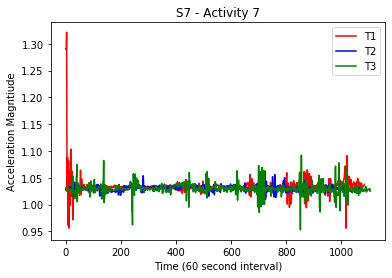 S7 - Activity 7
T1
T2
T3
Acceleration Magntiude
1.30
1.25
1.20
1.15
1.10
1.05
1.00
0.95
0
200
400
600
800
1000
Time (60 second interval)